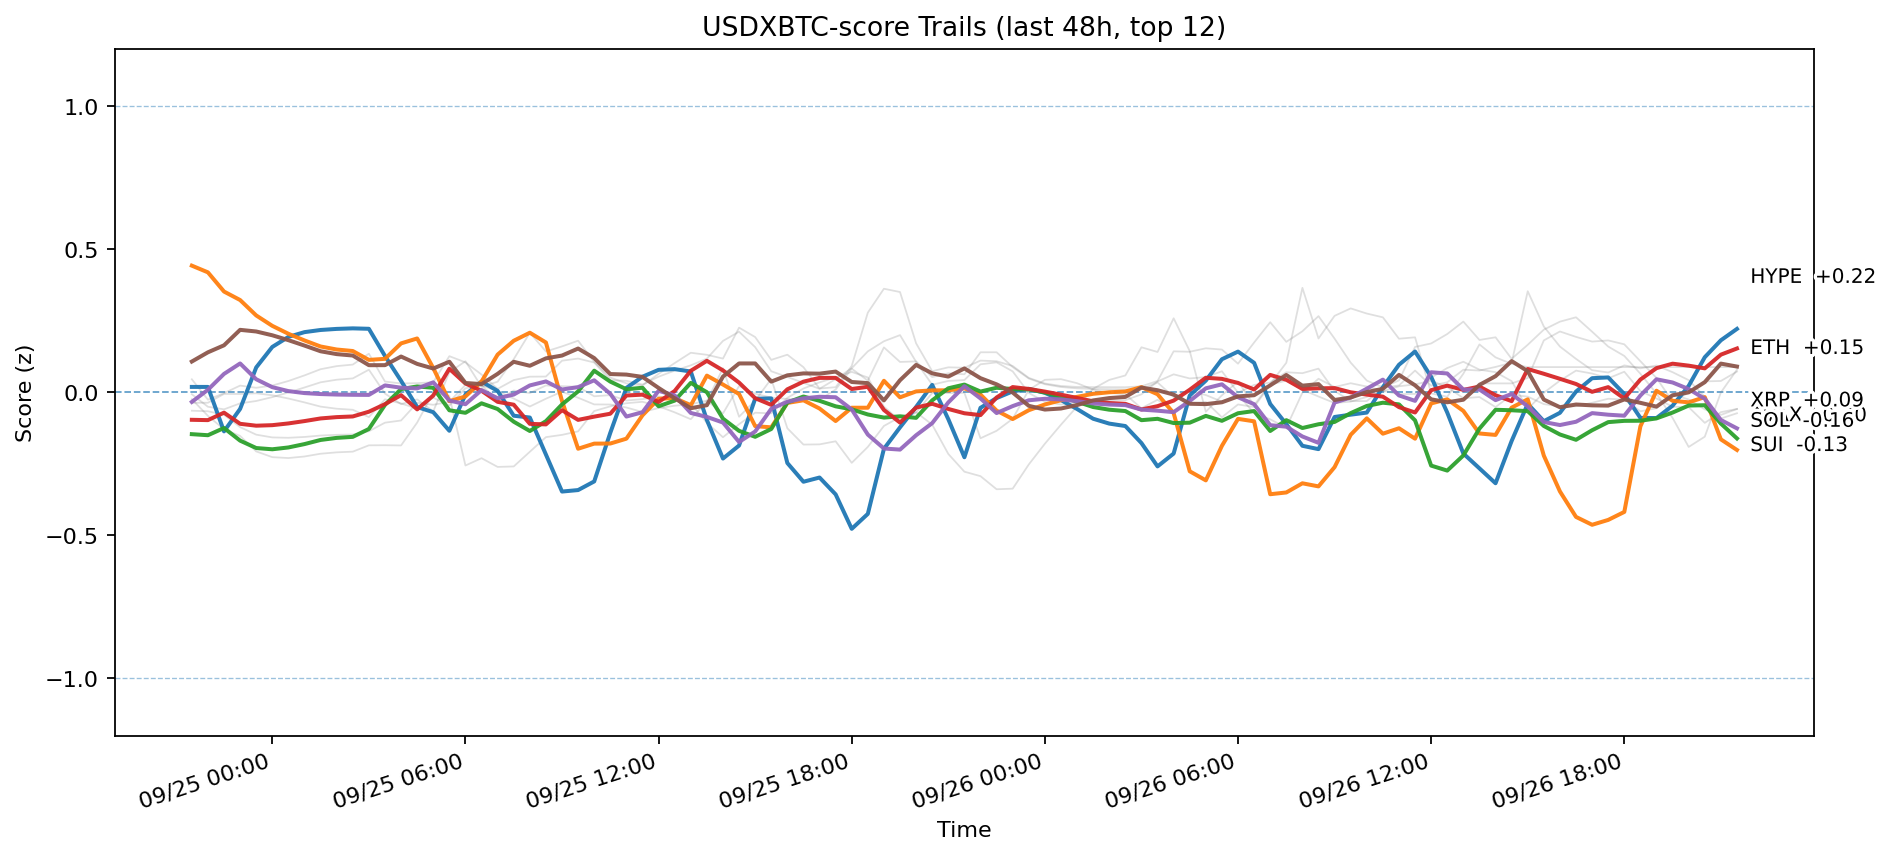 USDXBTC-score Trails (last 48h, top 12)
Score (z)
1.0
0.5
0.0
−0.5
−1.0
HYPE +0.22
ETH +0.15
XRP +0.09
SOL -0.16
SUI -0.13
09/25 00:00
09/25 06:00
09/25 12:00
09/25 18:00
09/26 00:00
09/26 06:00
09/26 12:00
09/26 18:00
Time